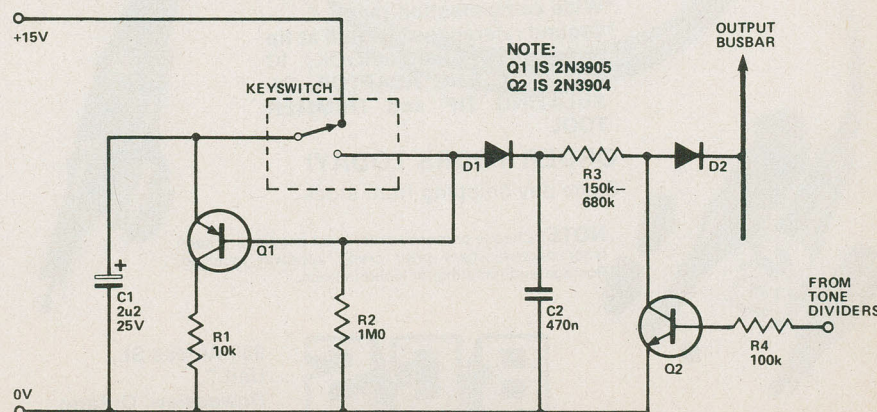 +15V
KEYSWITCH
NOTE:
Q1 IS 2N3905
Q2 IS 2N3904
OUTPUT
BUSBAR
D1
R3
150k–
680k
D2
Q1
+
C1
2u2
25V
R1
10k
R2
1M0
C2
470n
FROM
TONE
DIVIDERS
R4
100k
Q2
0V